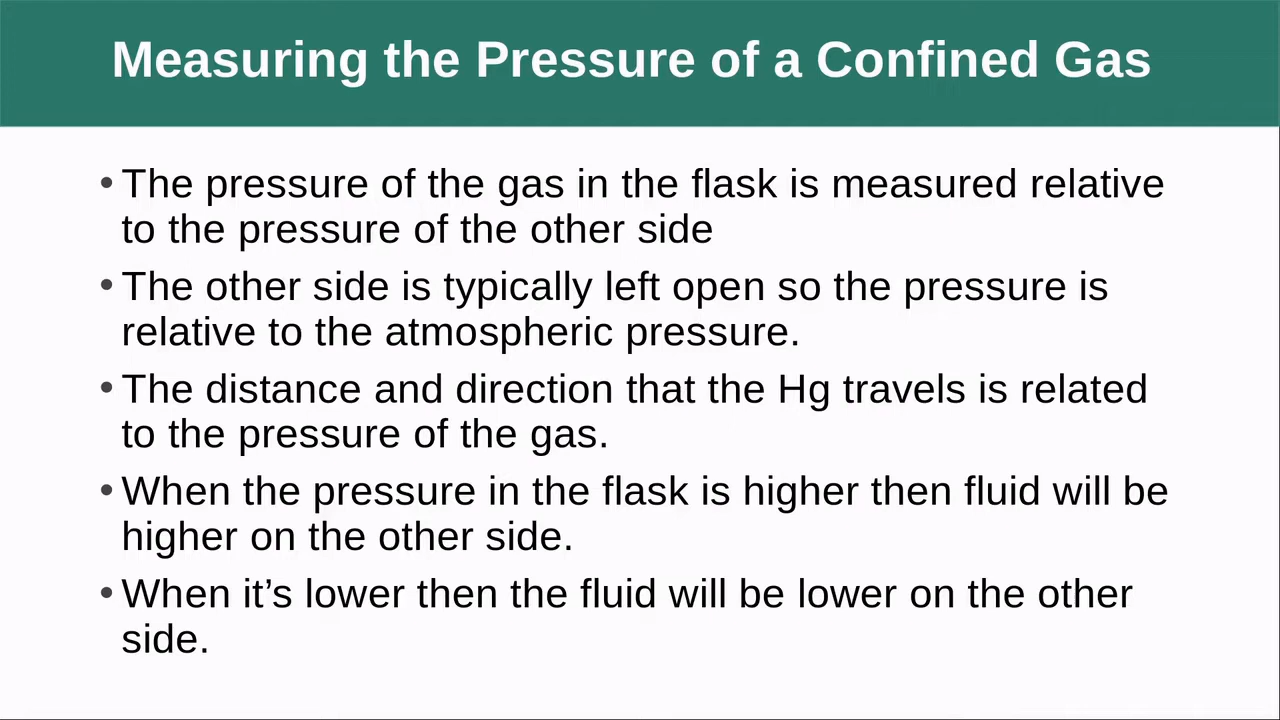 Measuring the Pressure of a Confined Gas
• The pressure of the gas in the flask is measured relative
to the pressure of the other side
• The other side is typically left open so the pressure is
relative to the atmospheric pressure.
• The distance and direction that the Hg travels is related
to the pressure of the gas.
• When the pressure in the flask is higher then fluid will be
higher on the other side.
• When it’s lower then the fluid will be lower on the other
side.